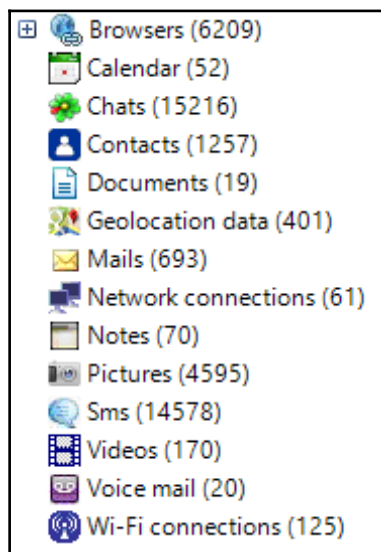 Browsers (6209)
Calendar (52)
Chats (15216)
Contacts (1257)
Documents (19)
Geolocation data (401)
Mails (693)
Network connections (61)
Notes (70)
Pictures (4595)
Sms (14578)
Videos (170)
Voice mail (20)
Wi-Fi connections (125)